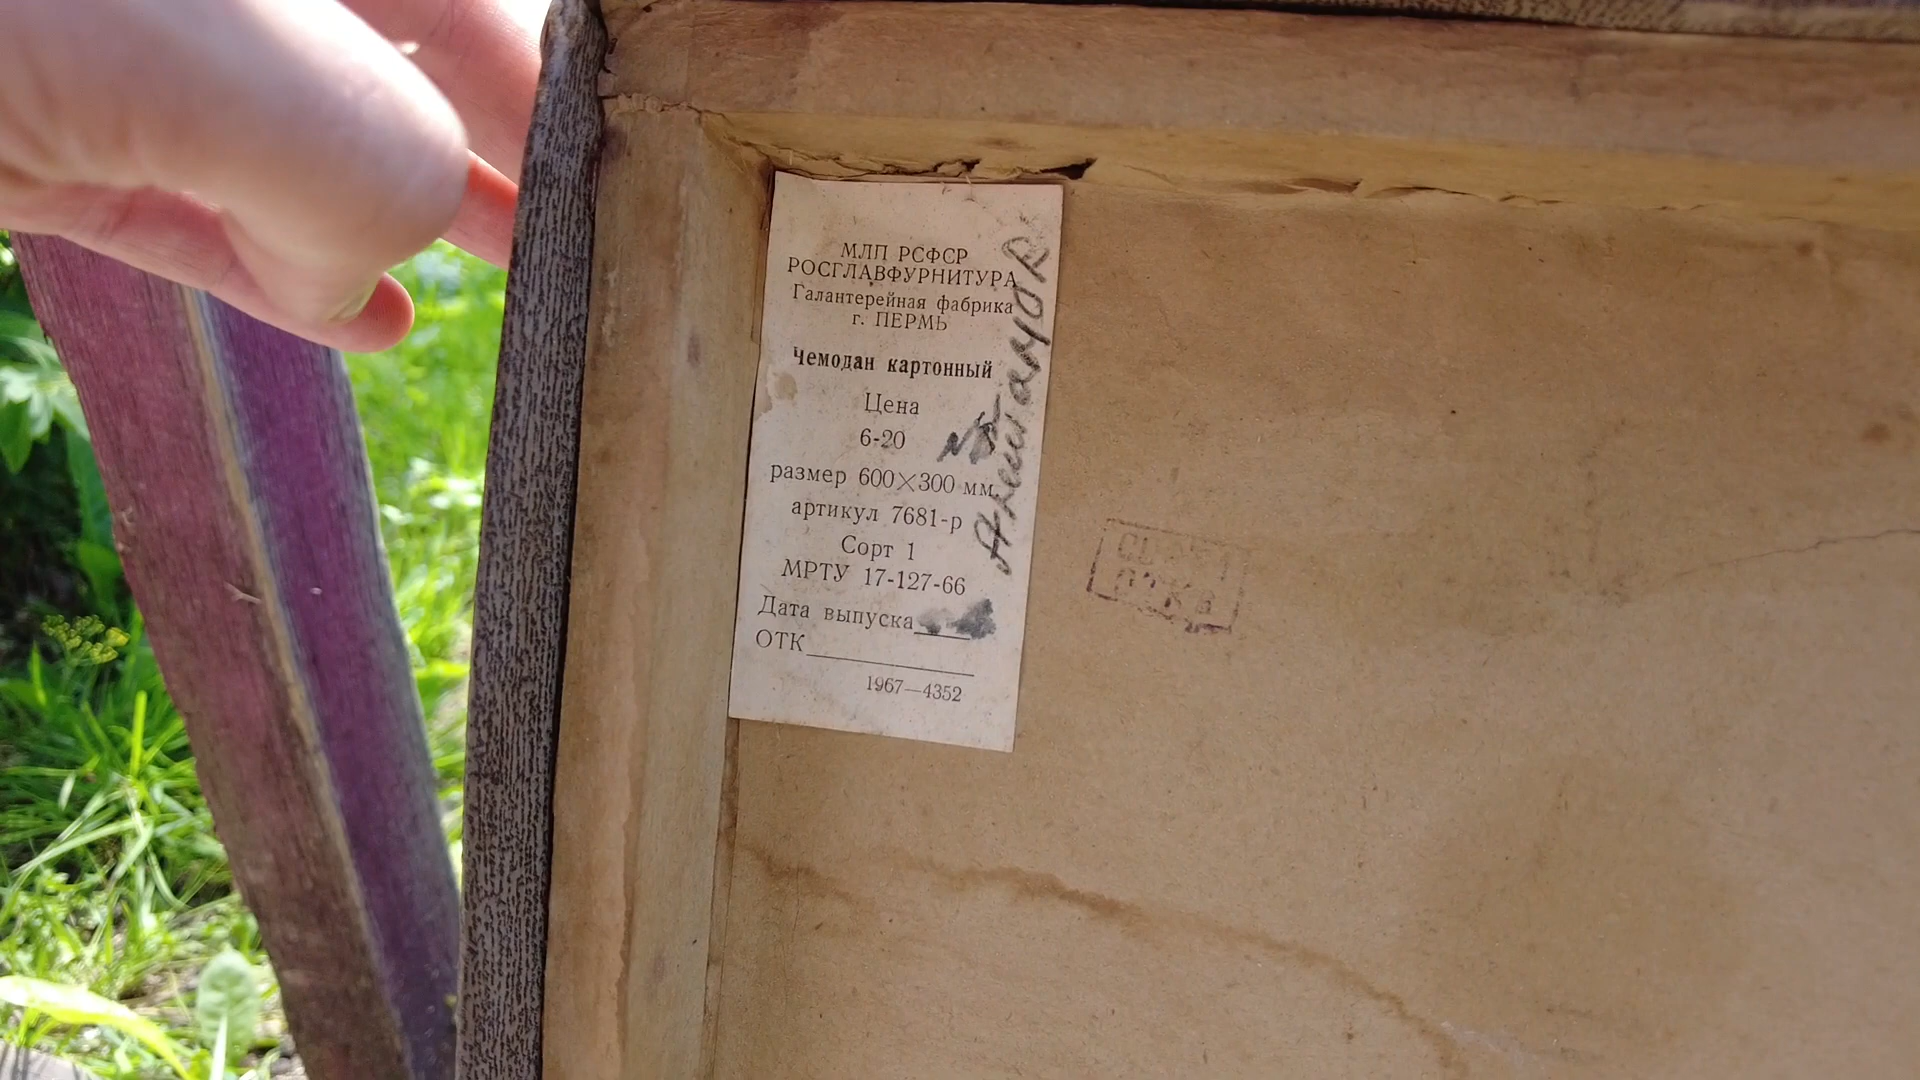 МЛП РСФСР
РОСГЛАВФУРНИТУРА
Галантерейная фабрика
г. ПЕРМЬ
Чемодан картонный
Цена
6-20
размер 600×300 мм
артикул 7681-р
Сорт 1
МРТУ 17-127-66
Дата выпуска
ОТК
1967—4352